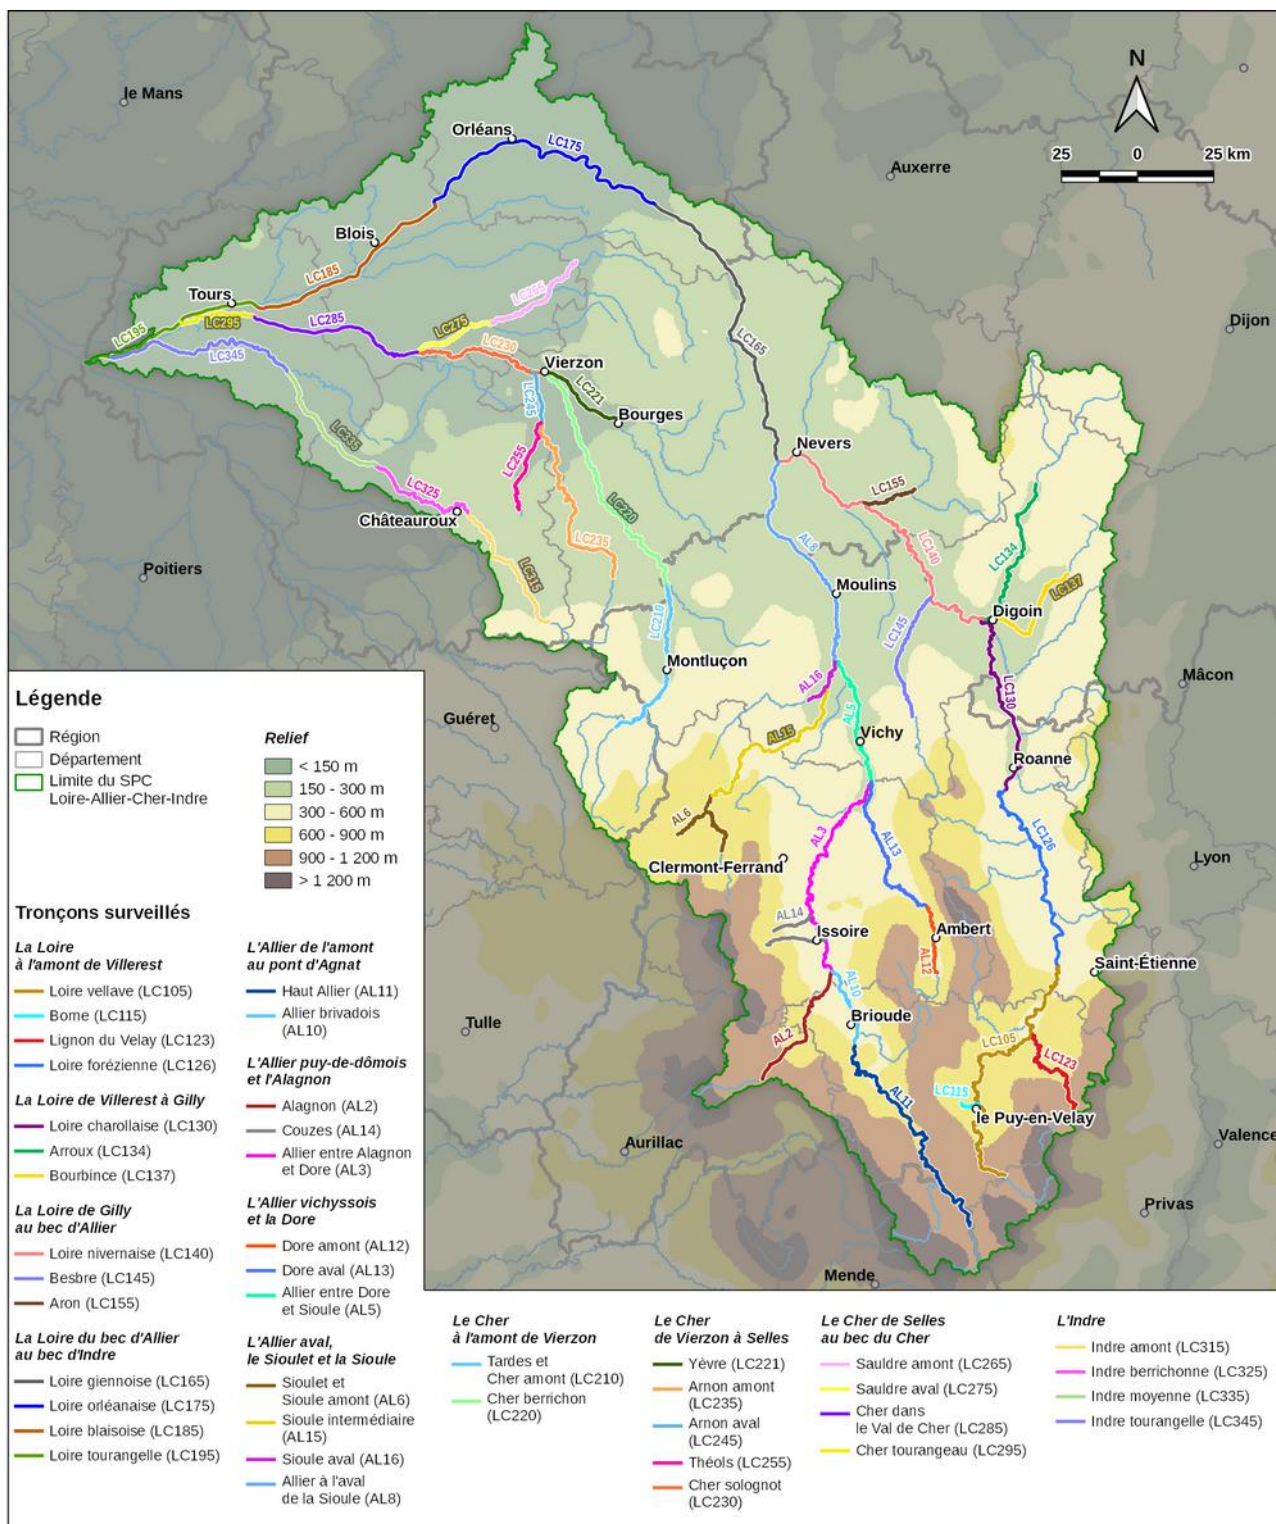 le Mans
Orléans
LC175
N
25 0 25 km
Auxerre
Blois
LC185
Tours
LC265
LC195
LC295
LC285
LC275
LC165
Dijon
LC345
LC230
Vierzon
LC245
LC221
Bourges
LC335
LC255
Nevers
LC325
LC155
Châteauroux
LC220
LC235
AL8
LC140
LC134
Poitiers
LC315
Moulins
LC137
LC210
LC145
Digoin
Montluçon
AL16
LC130
Mâcon
Guéret
AL15
AL5
Vichy
Roanne
AL6
AL3
AL13
LC126
Clermont-Ferrand
Lyon
AL14
Issoire
Ambert
AL12
Saint-Étienne
AL10
Tulle
Brioude
AL2
LC105
LC123
AL11
LC115
le Puy-en-Velay
Aurillac
Valence
Privas
Mende
Légende
Région
Département
Limite du SPC
Loire-Allier-Cher-Indre
Relief
< 150 m
150 - 300 m
300 - 600 m
600 - 900 m
900 - 1 200 m
> 1 200 m
Tronçons surveillés
La Loire
à l'amont de Villerest
Loire vellave (LC105)
Borne (LC115)
Lignon du Velay (LC123)
Loire forézienne (LC126)
La Loire de Villerest à Gilly
Loire charollaise (LC130)
Arroux (LC134)
Bourbince (LC137)
La Loire de Gilly
au bec d'Allier
Loire nivernaise (LC140)
Besbre (LC145)
Aron (LC155)
La Loire du bec d'Allier
au bec d'Indre
Loire giennoise (LC165)
Loire orléanaise (LC175)
Loire blaisoise (LC185)
Loire tourangelle (LC195)
L'Allier de l'amont
au pont d'Agnat
Haut Allier (AL11)
Allier brivadois
(AL10)
L'Allier puy-de-dômois
et l'Alagnon
Alagnon (AL2)
Couzes (AL14)
Allier entre Alagnon
et Dore (AL3)
L'Allier vichyssois
et la Dore
Dore amont (AL12)
Dore aval (AL13)
Allier entre Dore
et Sioule (AL5)
L'Allier aval,
le Sioulet et la Sioule
Sioulet et
Sioule amont (AL6)
Sioule intermédiaire
(AL15)
Sioule aval (AL16)
Allier à l'aval
de la Sioule (AL8)
Le Cher
à l'amont de Vierzon
Tardes et
Cher amont (LC210)
Cher berrichon
(LC220)
Le Cher
de Vierzon à Selles
Yèvre (LC221)
Arnon amont
(LC235)
Arnon aval
(LC245)
Théols (LC255)
Cher solognot
(LC230)
Le Cher de Selles
au bec du Cher
Sauldre amont (LC265)
Sauldre aval (LC275)
Cher dans
le Val de Cher (LC285)
Cher tourangeau (LC295)
L'Indre
Indre amont (LC315)
Indre berrichonne (LC325)
Indre moyenne (LC335)
Indre tourangelle (LC345)